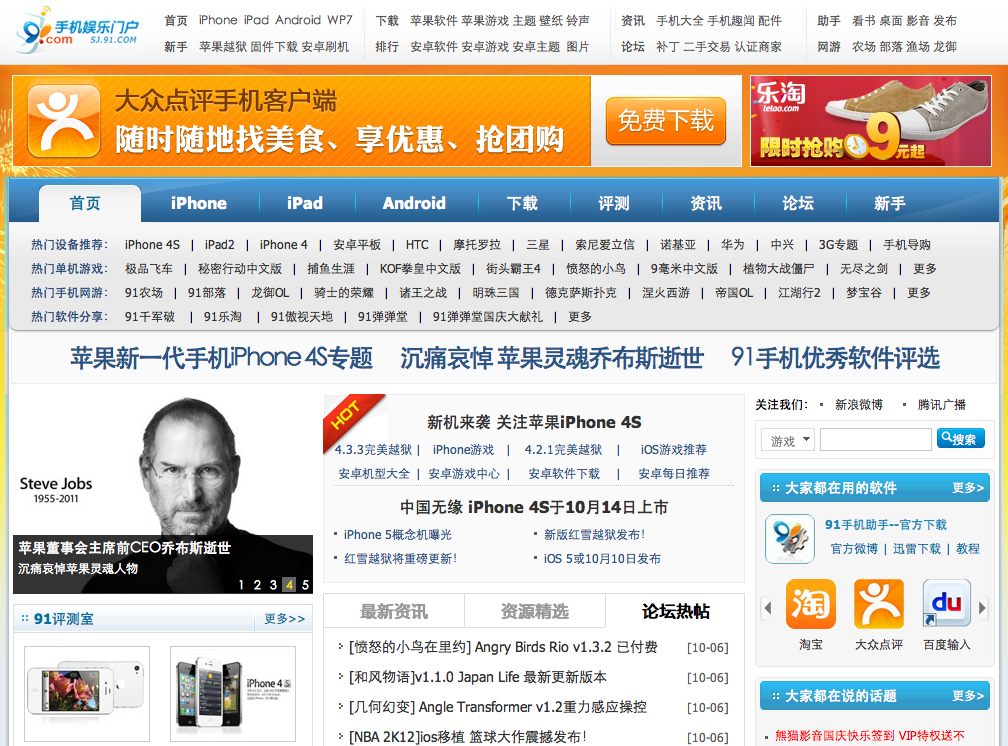 手机娱乐门户
.com SJ.91.COM
首页 iPhone iPad Android WP7
新手 苹果越狱 固件下载 安卓刷机
下载 苹果软件 苹果游戏 主题 壁纸 铃声
排行 安卓软件 安卓游戏 安卓主题 图片
资讯 手机大全 手机趣闻 配件
论坛 补丁 二手交易 认证商家
助手 看书 桌面 影音 发布
网游 农场 部落 渔场 龙御
大众点评手机客户端
随时随地找美食、享优惠、抢团购
免费下载
乐淘
letao.com
限时抢购 9元起
首页 iPhone iPad Android 下载 评测 资讯 论坛 新手
热门设备推荐: iPhone 4S | iPad2 | iPhone 4 | 安卓平板 | HTC | 摩托罗拉 | 三星 | 索尼爱立信 | 诺基亚 | 华为 | 中兴 | 3G专题 | 手机导购
热门单机游戏: 极品飞车 | 秘密行动中文版 | 捕鱼生涯 | KOF拳皇中文版 | 街头霸王4 | 愤怒的小鸟 | 9毫米中文版 | 植物大战僵尸 | 无尽之剑 | 更多
热门手机网游: 91农场 | 91部落 | 龙御OL | 骑士的荣耀 | 诸王之战 | 明珠三国 | 德克萨斯扑克 | 涅火西游 | 帝国OL | 江湖行2 | 梦宝谷 | 更多
热门软件分享: 91千军破 | 91乐淘 | 91傲视天地 | 91弹弹堂 | 91弹弹堂国庆大献礼 | 更多
苹果新一代手机iPhone 4S专题 沉痛哀悼 苹果灵魂乔布斯逝世 91手机优秀软件评选
Steve Jobs
1955-2011
苹果董事会主席前CEO乔布斯逝世
沉痛哀悼苹果灵魂人物
1 2 3 4 5
91评测室 更多>>
iPhone 4S
HOT
新机来袭 关注苹果iPhone 4S
4.3.3完美越狱 | iPhone游戏 | 4.2.1完美越狱 | iOS游戏推荐
安卓机型大全 | 安卓游戏中心 | 安卓软件下载 | 安卓每日推荐
中国无缘 iPhone 4S于10月14日上市
iPhone 5概念机曝光 新版红雪越狱发布!
红雪越狱将重磅更新! iOS 5或10月10日发布
最新资讯 资源精选 论坛热帖
[愤怒的小鸟在里约] Angry Birds Rio v1.3.2 已付费 [10-06]
[和风物语]v1.1.0 Japan Life 最新更新版本 [10-06]
[几何幻变] Angle Transformer v1.2重力感应操控 [10-06]
[NBA 2K12]ios移植 篮球大作震撼发布! [10-06]
关注我们: 新浪微博 腾讯广播
游戏 搜索
大家都在用的软件 更多>
91手机助手--官方下载
官方微博 | 迅雷下载 | 教程
淘 du
淘宝 大众点评 百度输入
大家都在说的话题 更多>
熊猫影音国庆快乐签到 VIP特权送不